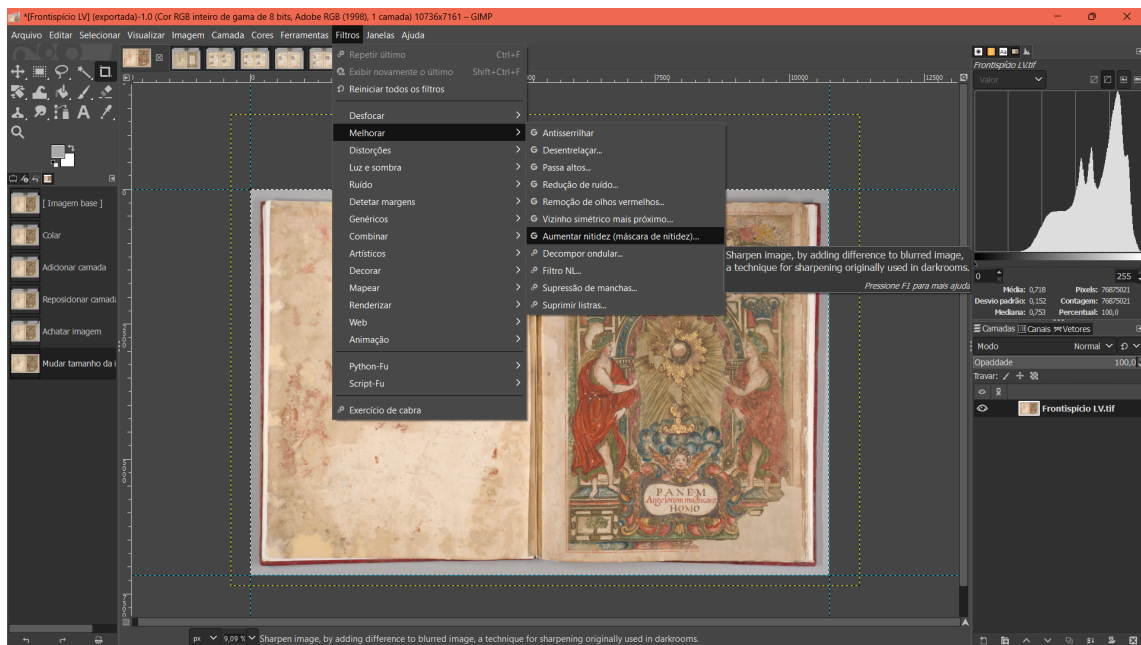 *[Frontispício LV] (exportada)-1.0 (Cor RGB inteiro de gama de 8 bits, Adobe RGB (1998), 1 camada) 10736x7161 – GIMP
Arquivo Editar Selecionar Visualizar Imagem Camada Cores Ferramentas Filtros Janelas Ajuda
Repetir último Ctrl+F
Exibir novamente o último Shift+Ctrl+F
Reiniciar todos os filtros
Desfocar
Melhorar
Distorções
Luz e sombra
Ruído
Detetar margens
Genéricos
Combinar
Artísticos
Decorar
Mapear
Renderizar
Web
Animação
Python-Fu
Script-Fu
Exercício de cabra
Antisserrilhar
Desentrelaçar...
Passa altos...
Redução de ruído...
Remoção de olhos vermelhos...
Vizinho simétrico mais próximo...
Aumentar nitidez (máscara de nitidez)...
Decompor ondular...
Filtro NL...
Supressão de manchas...
Suprimir listras...
Sharpen image, by adding difference to blurred image,
a technique for sharpening originally used in darkrooms.
Pressione F1 para mais ajuda
[ Imagem base ]
Colar
Adicionar camada
Reposicionar camada
Achatar imagem
Mudar tamanho da i
0
7500
10000
12500
PANEM
Angelorum manducavit
HOMO
Frontispício LV.tif
Valor
0 255
Média: 0,718 Pixels: 76875021
Desvio padrão: 0,152 Contagem: 76875021
Mediana: 0,753 Percentual: 100,0
Camadas Canais Vetores
Modo Normal
Opacidade 100,0
Travar:
Frontispício LV.tif
px 9,09 % Sharpen image, by adding difference to blurred image, a technique for sharpening originally used in darkrooms.